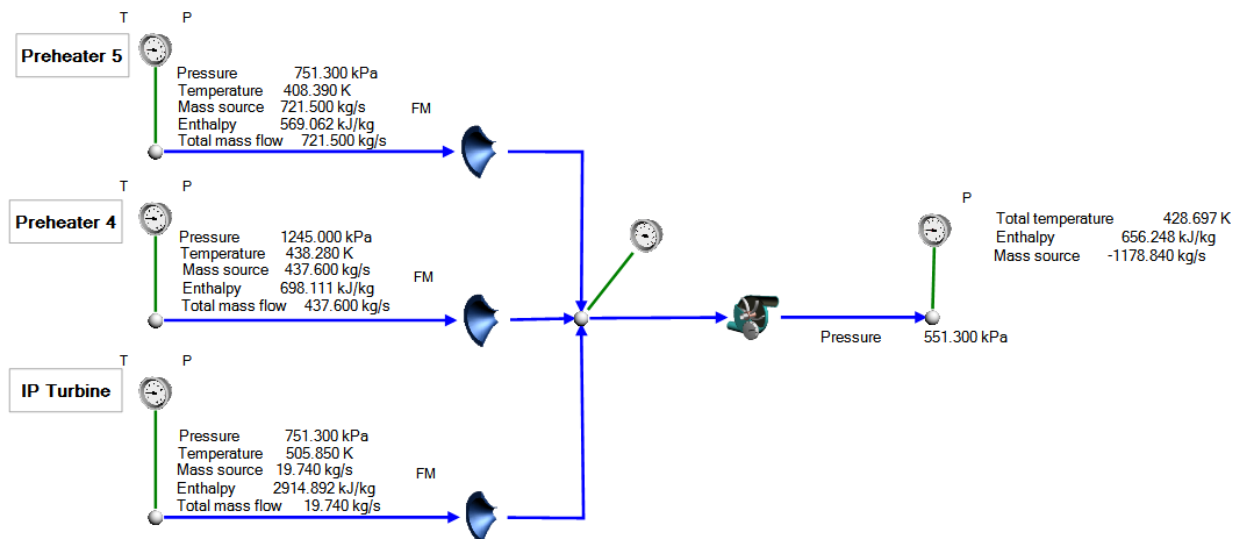 T P
Preheater 5
Pressure 751.300 kPa
Temperature 408.390 K
Mass source 721.500 kg/s
FM
Enthalpy 569.062 kJ/kg
Total mass flow 721.500 kg/s
T P
Preheater 4
Pressure 1245.000 kPa
Temperature 438.280 K
Mass source 437.600 kg/s
FM
Enthalpy 698.111 kJ/kg
Total mass flow 437.600 kg/s
P
Total temperature 428.697 K
Enthalpy 656.248 kJ/kg
Mass source -1178.840 kg/s
Pressure 551.300 kPa
T P
IP Turbine
Pressure 751.300 kPa
Temperature 505.850 K
Mass source 19.740 kg/s
FM
Enthalpy 2914.892 kJ/kg
Total mass flow 19.740 kg/s